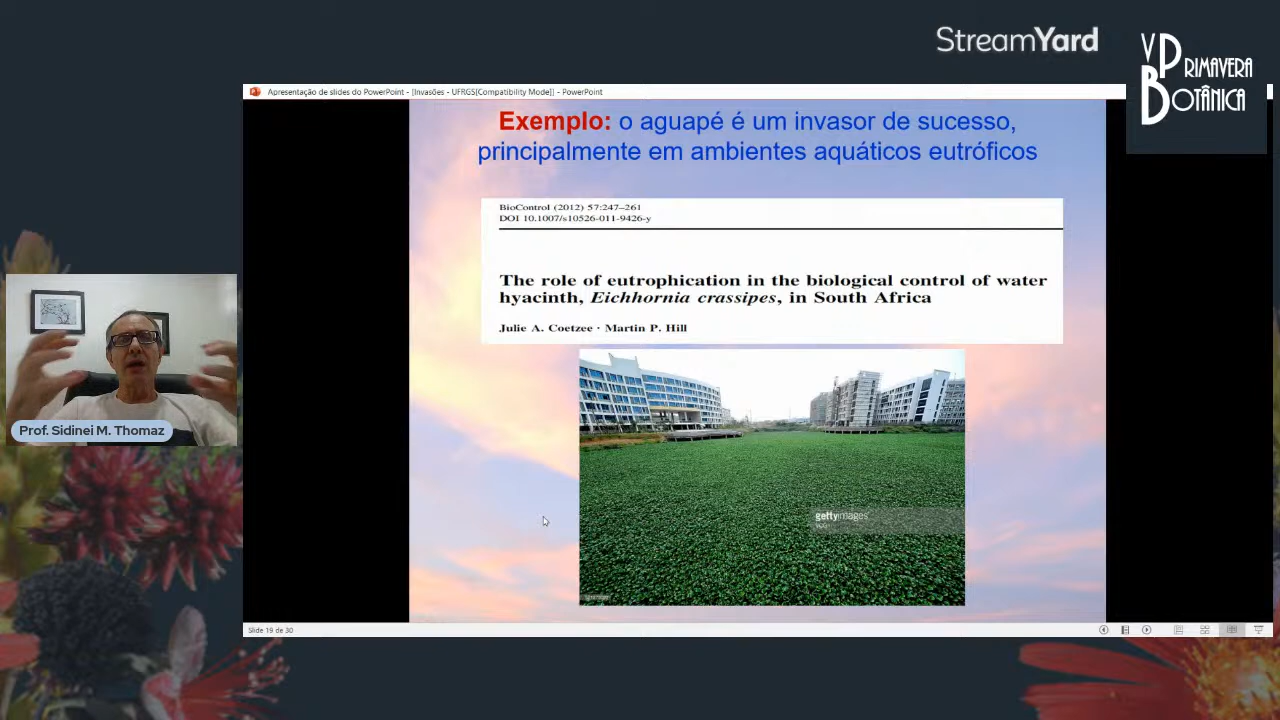 StreamYard
V PRIMAVERA
BOTÂNICA
Apresentação de slides do PowerPoint - [Invasões - UFRGS[Compatibility Mode]] - PowerPoint
Exemplo: o aguapé é um invasor de sucesso,
principalmente em ambientes aquáticos eutróficos
BioControl (2012) 57:247–261
DOI 10.1007/s10526-011-9426-y
The role of eutrophication in the biological control of water
hyacinth, Eichhornia crassipes, in South Africa
Julie A. Coetzee · Martin P. Hill
gettyimages
Prof. Sidinei M. Thomaz
Slide 19 de 30